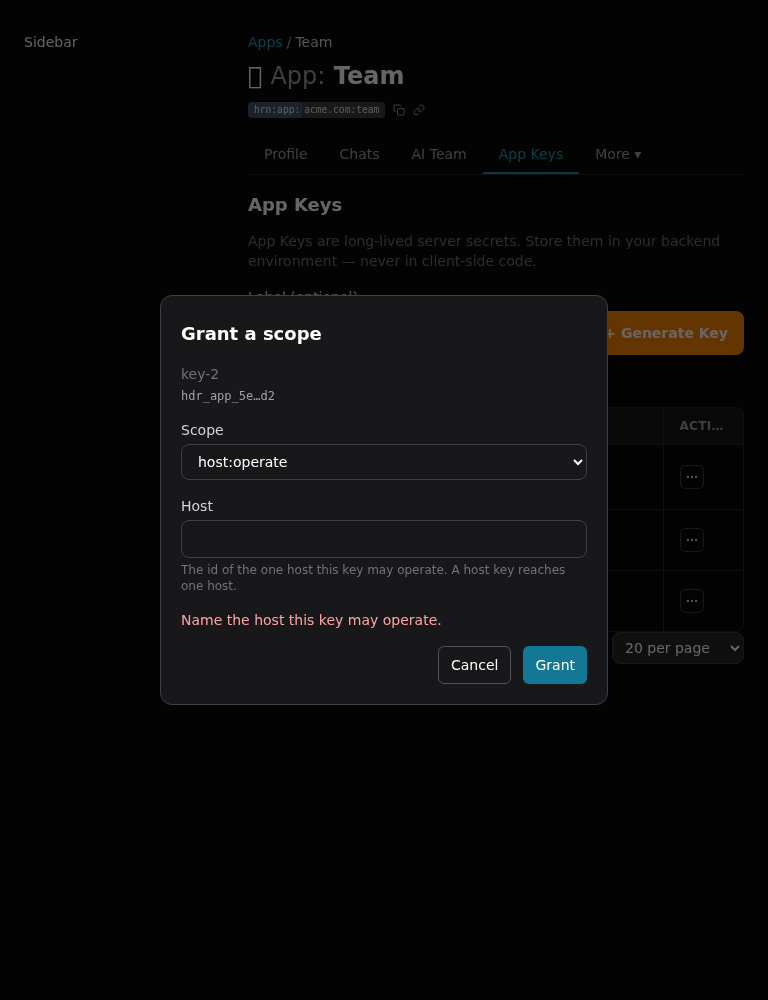 Sidebar
Apps / Team
App: Team
hrn:app: acme.com:team
Profile
Chats
AI Team
App Keys
More ▾
App Keys
App Keys are long-lived server secrets. Store them in your backend
environment — never in client-side code.
Label (optional)
+ Generate Key
ACTI…
20 per page
Grant a scope
key-2
hdr_app_5e…d2
Scope
host:operate
Host
The id of the one host this key may operate. A host key reaches
one host.
Name the host this key may operate.
Cancel
Grant